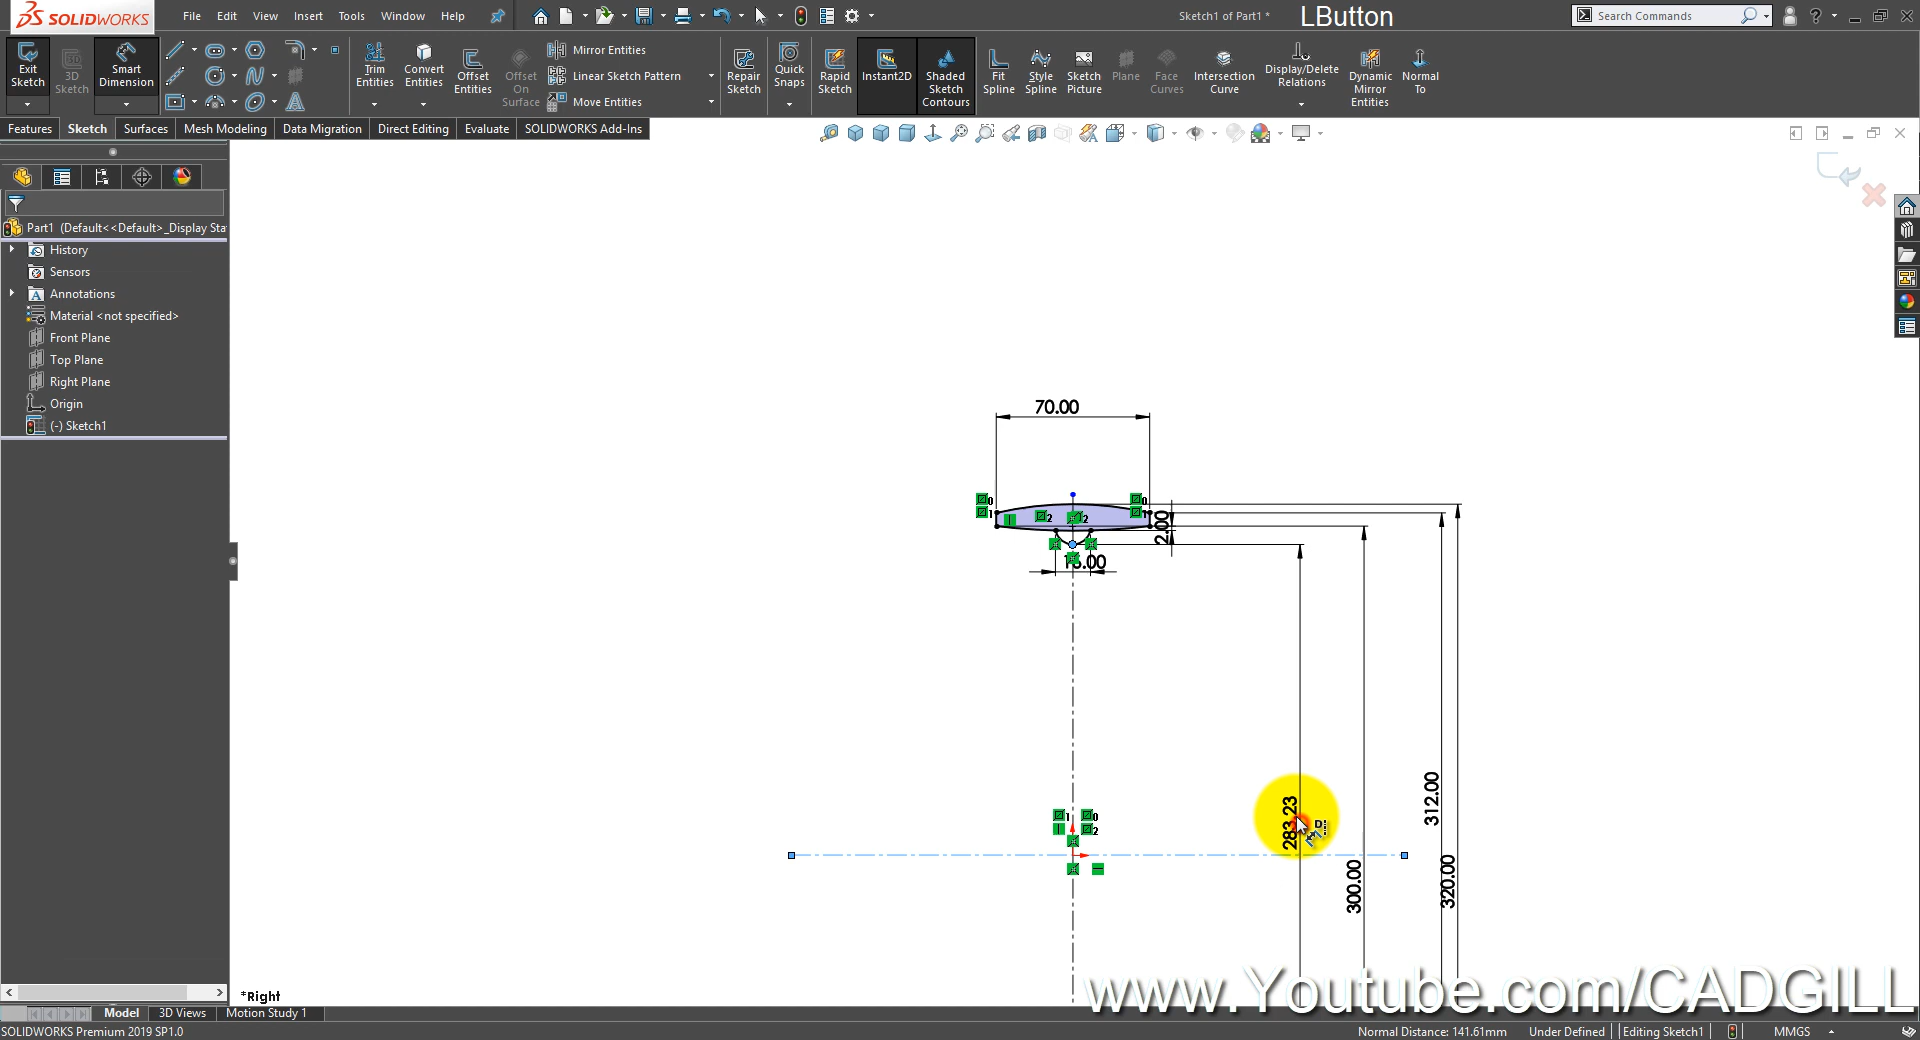 SOLIDWORKS
File Edit View Insert Tools Window Help
Sketch1 of Part1 *
LButton
Search Commands
Exit Sketch
3D Sketch
Smart Dimension
Trim Entities
Convert Entities
Offset Entities
Offset On Surface
Mirror Entities
Linear Sketch Pattern
Move Entities
Repair Sketch
Quick Snaps
Rapid Sketch
Instant2D
Shaded Sketch Contours
Fit Spline
Style Spline
Sketch Picture
Plane
Face Curves
Intersection Curve
Display/Delete Relations
Dynamic Mirror Entities
Normal To
Features Sketch Surfaces Mesh Modeling Data Migration Direct Editing Evaluate SOLIDWORKS Add-Ins
Part1 (Default<<Default>_Display Sta
History
Sensors
Annotations
Material <not specified>
Front Plane
Top Plane
Right Plane
Origin
(-) Sketch1
70.00
2.00
283.23
300.00
312.00
320.00
*Right
www.Youtube.com/CADGILL
Model 3D Views Motion Study 1
SOLIDWORKS Premium 2019 SP1.0
Normal Distance: 141.61mm Under Defined Editing Sketch1 MMGS